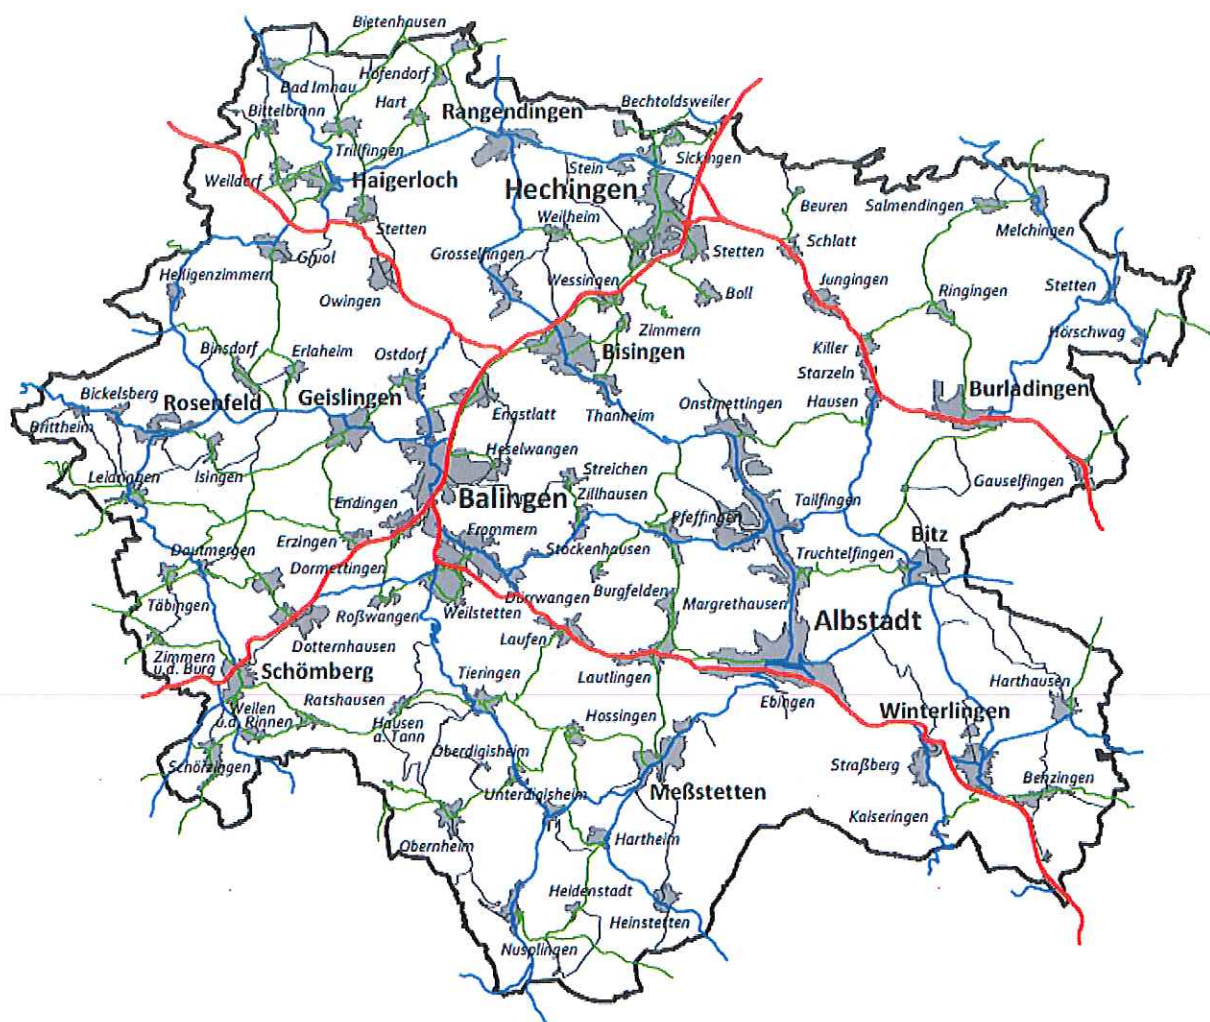 Bietenhausen
Höfendorf
Bad Imnau
Hart
Bittelbronn
Rangendingen
Bechtoldsweiler
Trillfingen
Sickingen
Stein
Weildorf
Haigerloch
Hechingen
Beuren
Salmendingen
Weilheim
Stetten
Melchingen
Schlatt
Gruol
Grosselfingen
Stetten
Heiligenzimmern
Wessingen
Jungingen
Stetten
Owingen
Boll
Ringingen
Zimmern
Hörschwag
Binsdorf
Erlaheim
Ostdorf
Bisingen
Killer
Starzeln
Burladingen
Bickelsberg
Rosenfeld
Geislingen
Engstlatt
Thanheim
Onstmettingen
Hausen
Brittheim
Heselwangen
Leidringen
Isingen
Streichen
Gauselfingen
Endingen
Balingen
Zillhausen
Tailfingen
Pfeffingen
Frommern
Bitz
Erzingen
Stockenhausen
Dautmergen
Truchtelfingen
Dormettingen
Burgfelden
Täbingen
Dürrwangen
Margrethausen
Roßwangen
Weilstetten
Albstadt
Laufen
Dotternhausen
Zimmern
u.d. Burg
Schömberg
Tieringen
Lautlingen
Harthausen
Ebingen
Weilen
u.d. Rinnen
Ratshausen
Hausen
a. Tann
Hossingen
Winterlingen
Oberdigisheim
Schörzingen
Straßberg
Benzingen
Unterdigisheim
Meßstetten
Kaiseringen
Obernheim
Hartheim
Heidenstadt
Heinstetten
Nusplingen